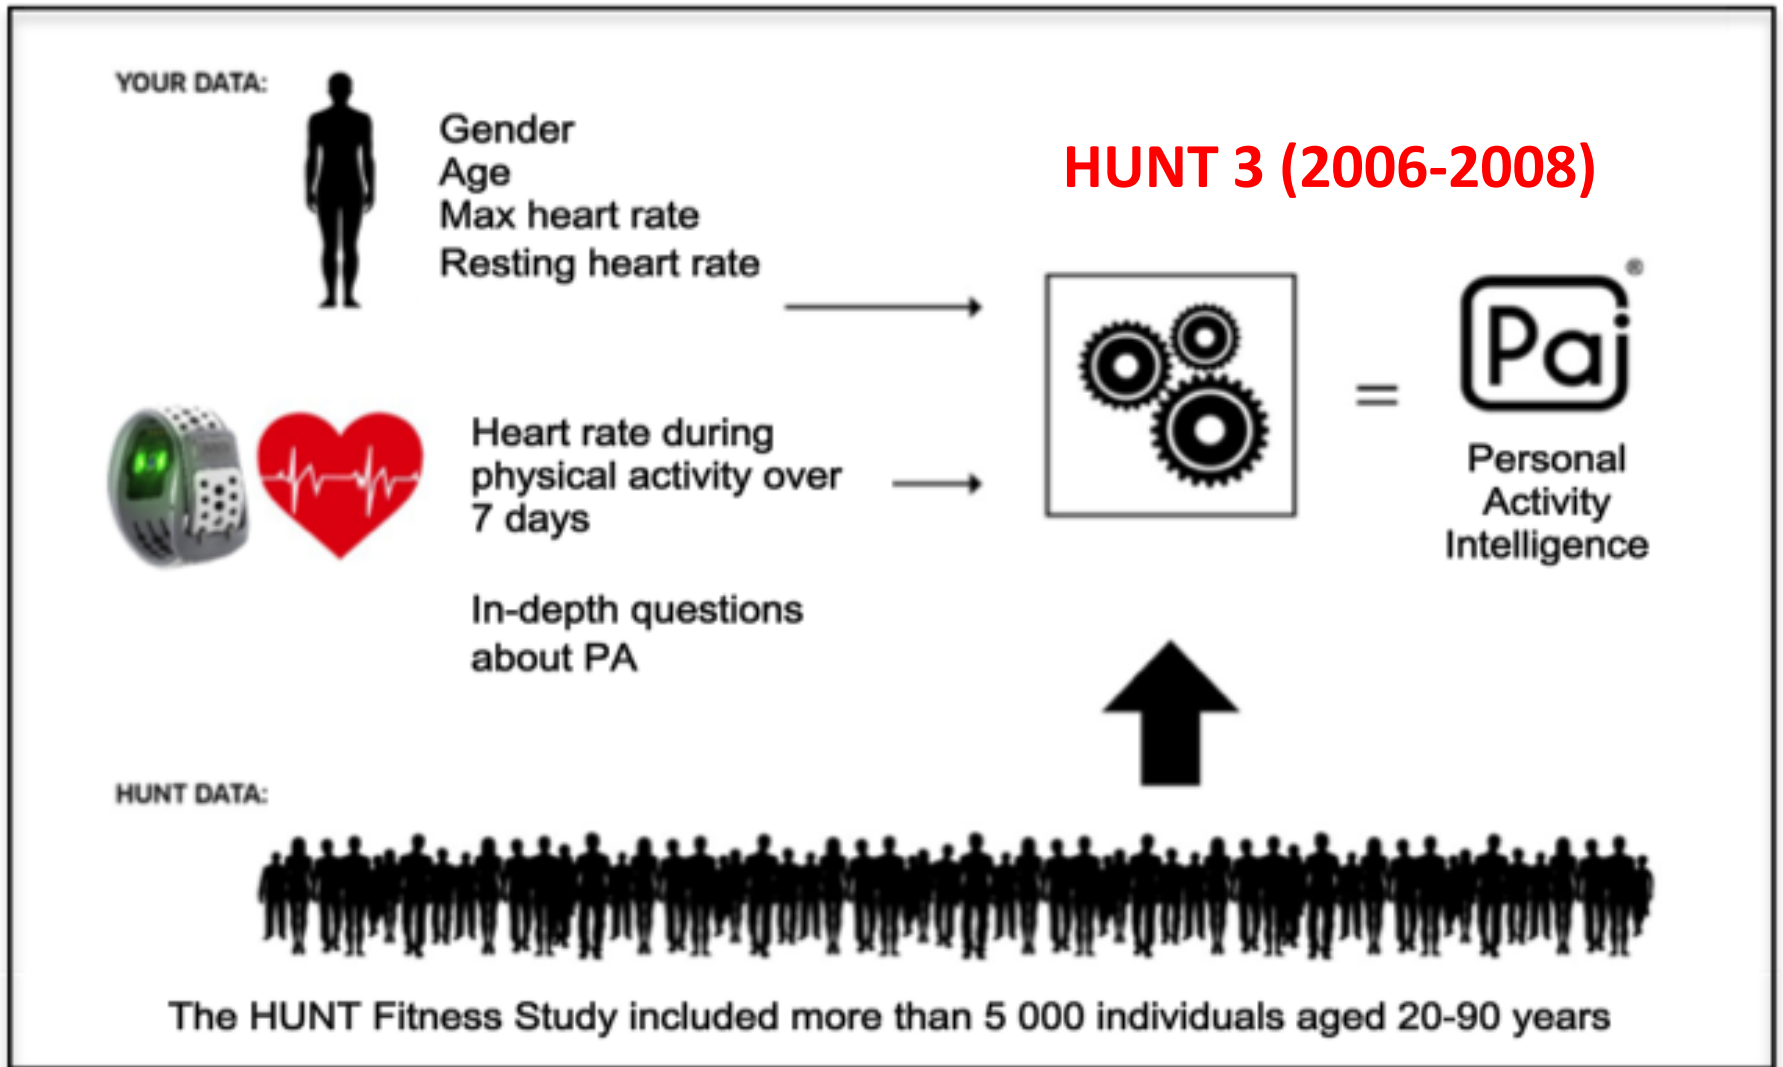 YOUR DATA:
Gender
Age
Max heart rate
Resting heart rate
HUNT 3 (2006-2008)
Heart rate during
physical activity over
7 days
In-depth questions
about PA
=
Pai®
Personal
Activity
Intelligence
HUNT DATA:
The HUNT Fitness Study included more than 5 000 individuals aged 20-90 years